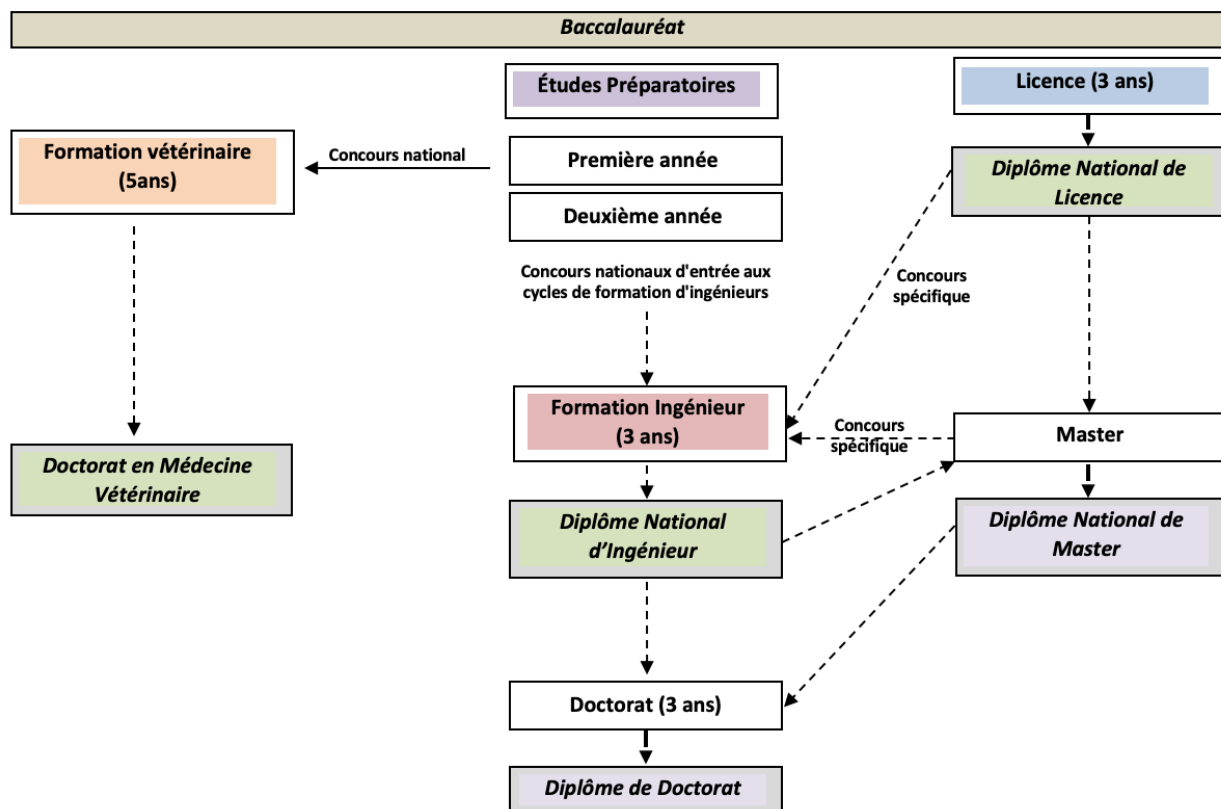 Baccalauréat
Études Préparatoires
Licence (3 ans)
Formation vétérinaire
(5ans)
Concours national
Première année
Deuxième année
Diplôme National de
Licence
Concours nationaux d'entrée aux
cycles de formation d'ingénieurs
Concours
spécifique
Formation Ingénieur
(3 ans)
Concours
spécifique
Master
Doctorat en Médecine
Vétérinaire
Diplôme National
d’Ingénieur
Diplôme National de
Master
Doctorat (3 ans)
Diplôme de Doctorat